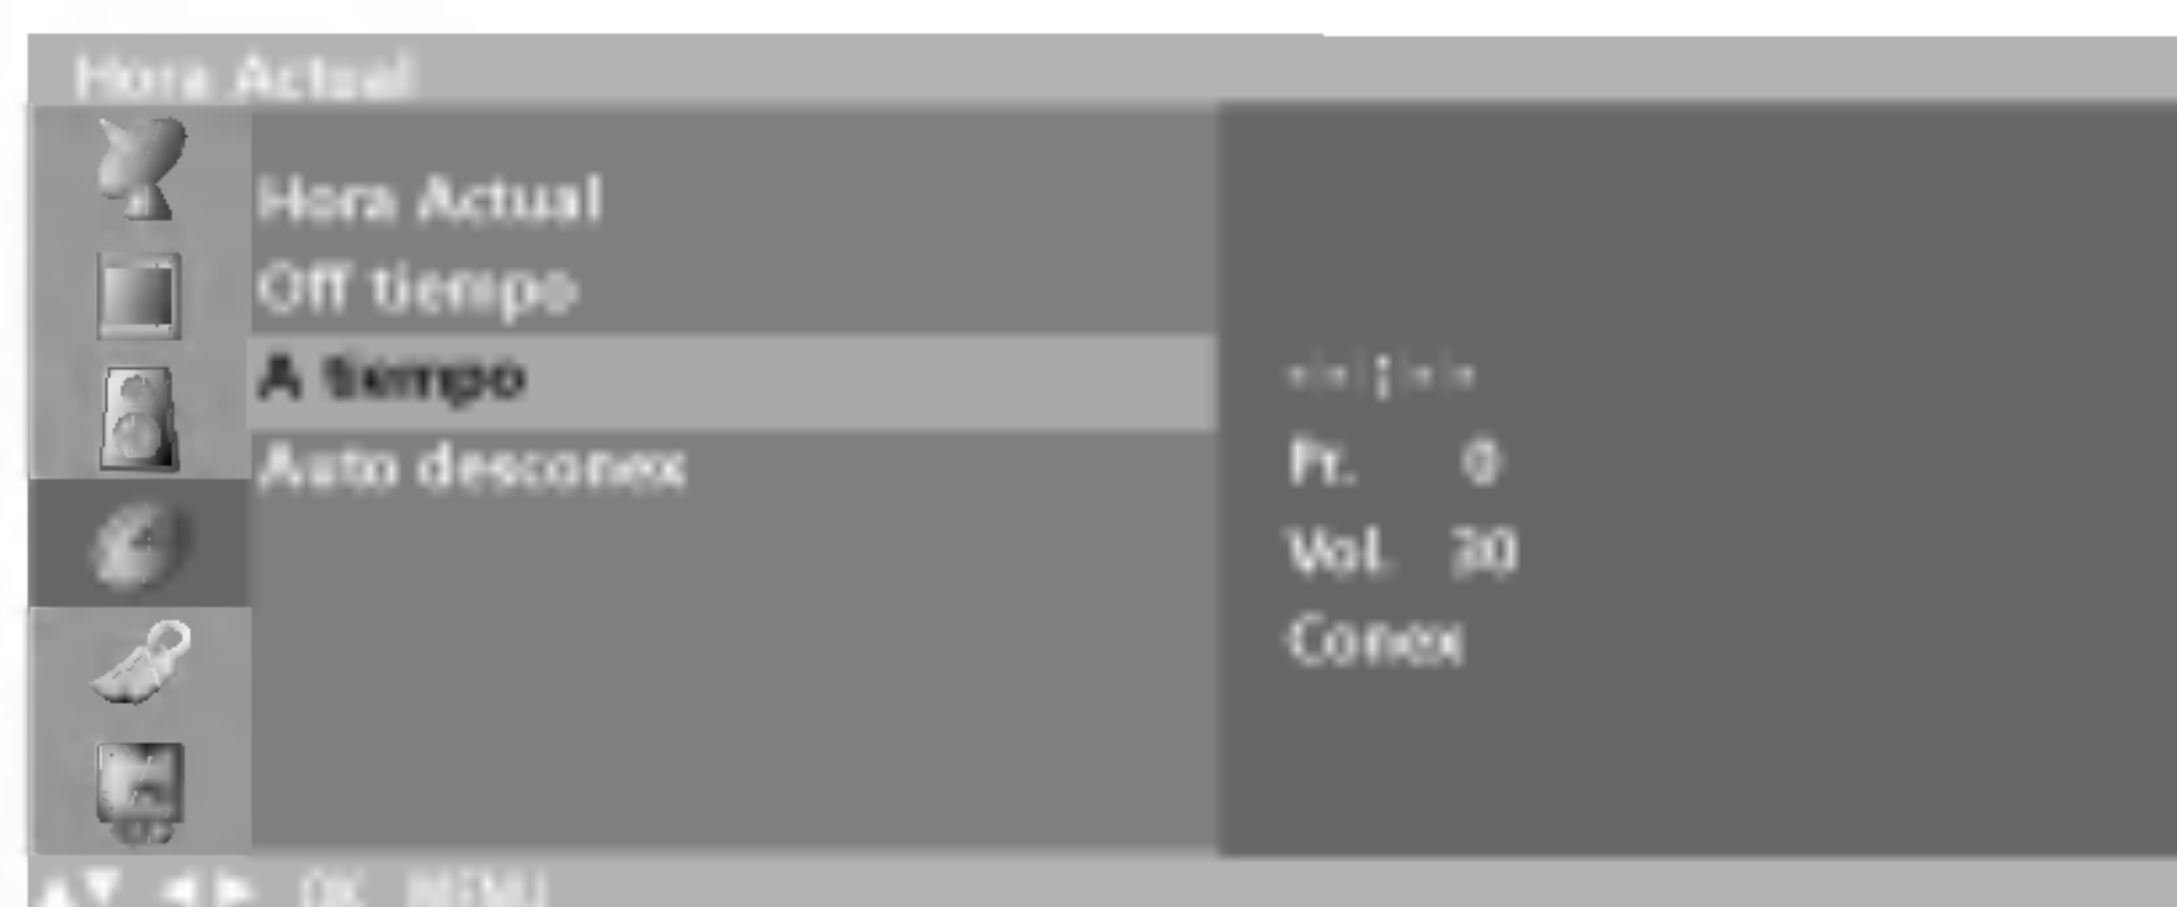 Hora Actual
Hora Actual
Off tiempo
A tiempo
--:--
Auto desconex
Pr. 0
Vol. 30
Conex
▲▼ ◀▶ OK MENU